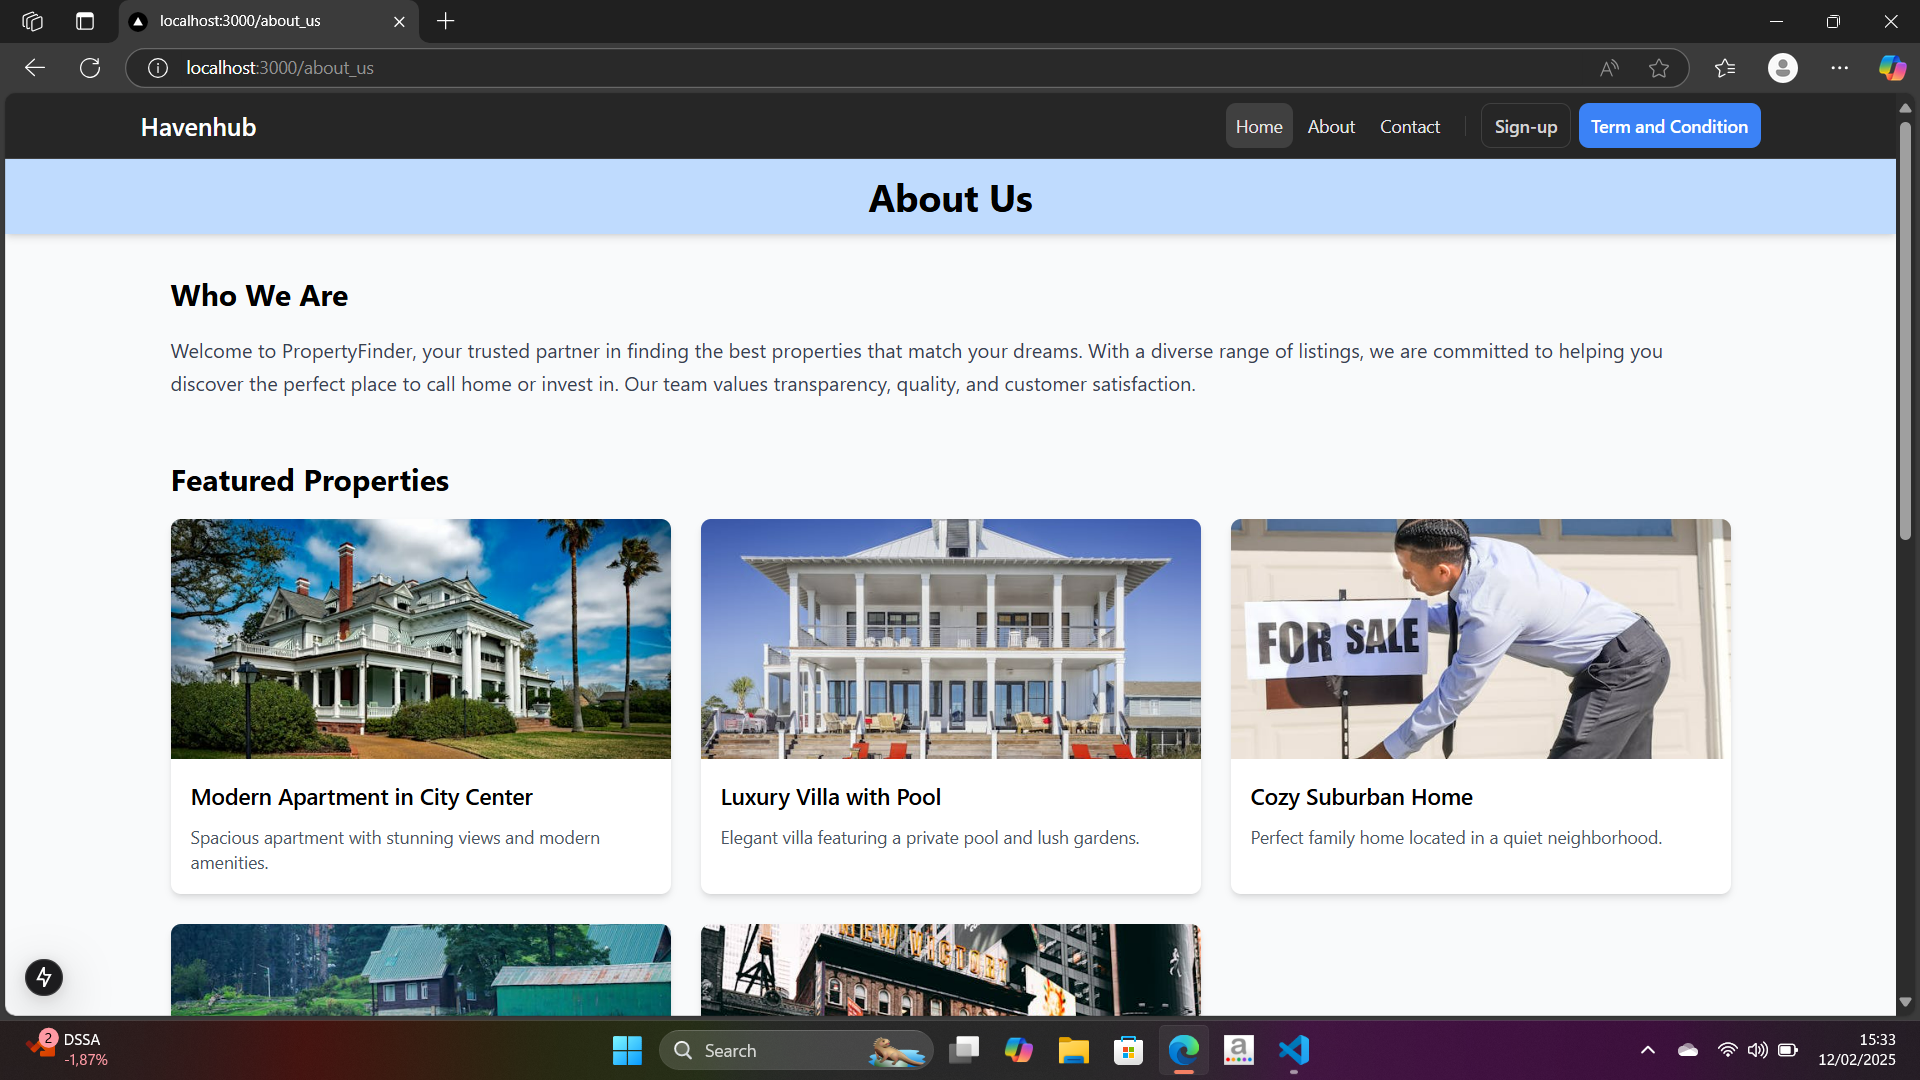 localhost:3000/about_us
localhost:3000/about_us
Havenhub
Home
About
Contact
Sign-up
Term and Condition
About Us
Who We Are
Welcome to PropertyFinder, your trusted partner in finding the best properties that match your dreams. With a diverse range of listings, we are committed to helping you
discover the perfect place to call home or invest in. Our team values transparency, quality, and customer satisfaction.
Featured Properties
FOR SALE
Modern Apartment in City Center
Spacious apartment with stunning views and modern
amenities.
Luxury Villa with Pool
Elegant villa featuring a private pool and lush gardens.
Cozy Suburban Home
Perfect family home located in a quiet neighborhood.
NEW VICTORY
2
DSSA
-1,87%
Search
a
15:33
12/02/2025